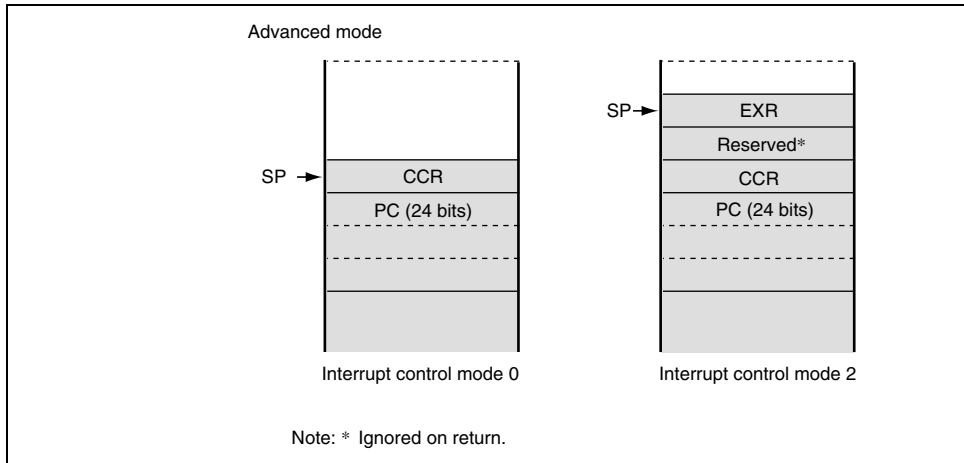 Advanced mode
SP
CCR
PC (24 bits)
Interrupt control mode 0
SP
EXR
Reserved*
CCR
PC (24 bits)
Interrupt control mode 2
Note: * Ignored on return.